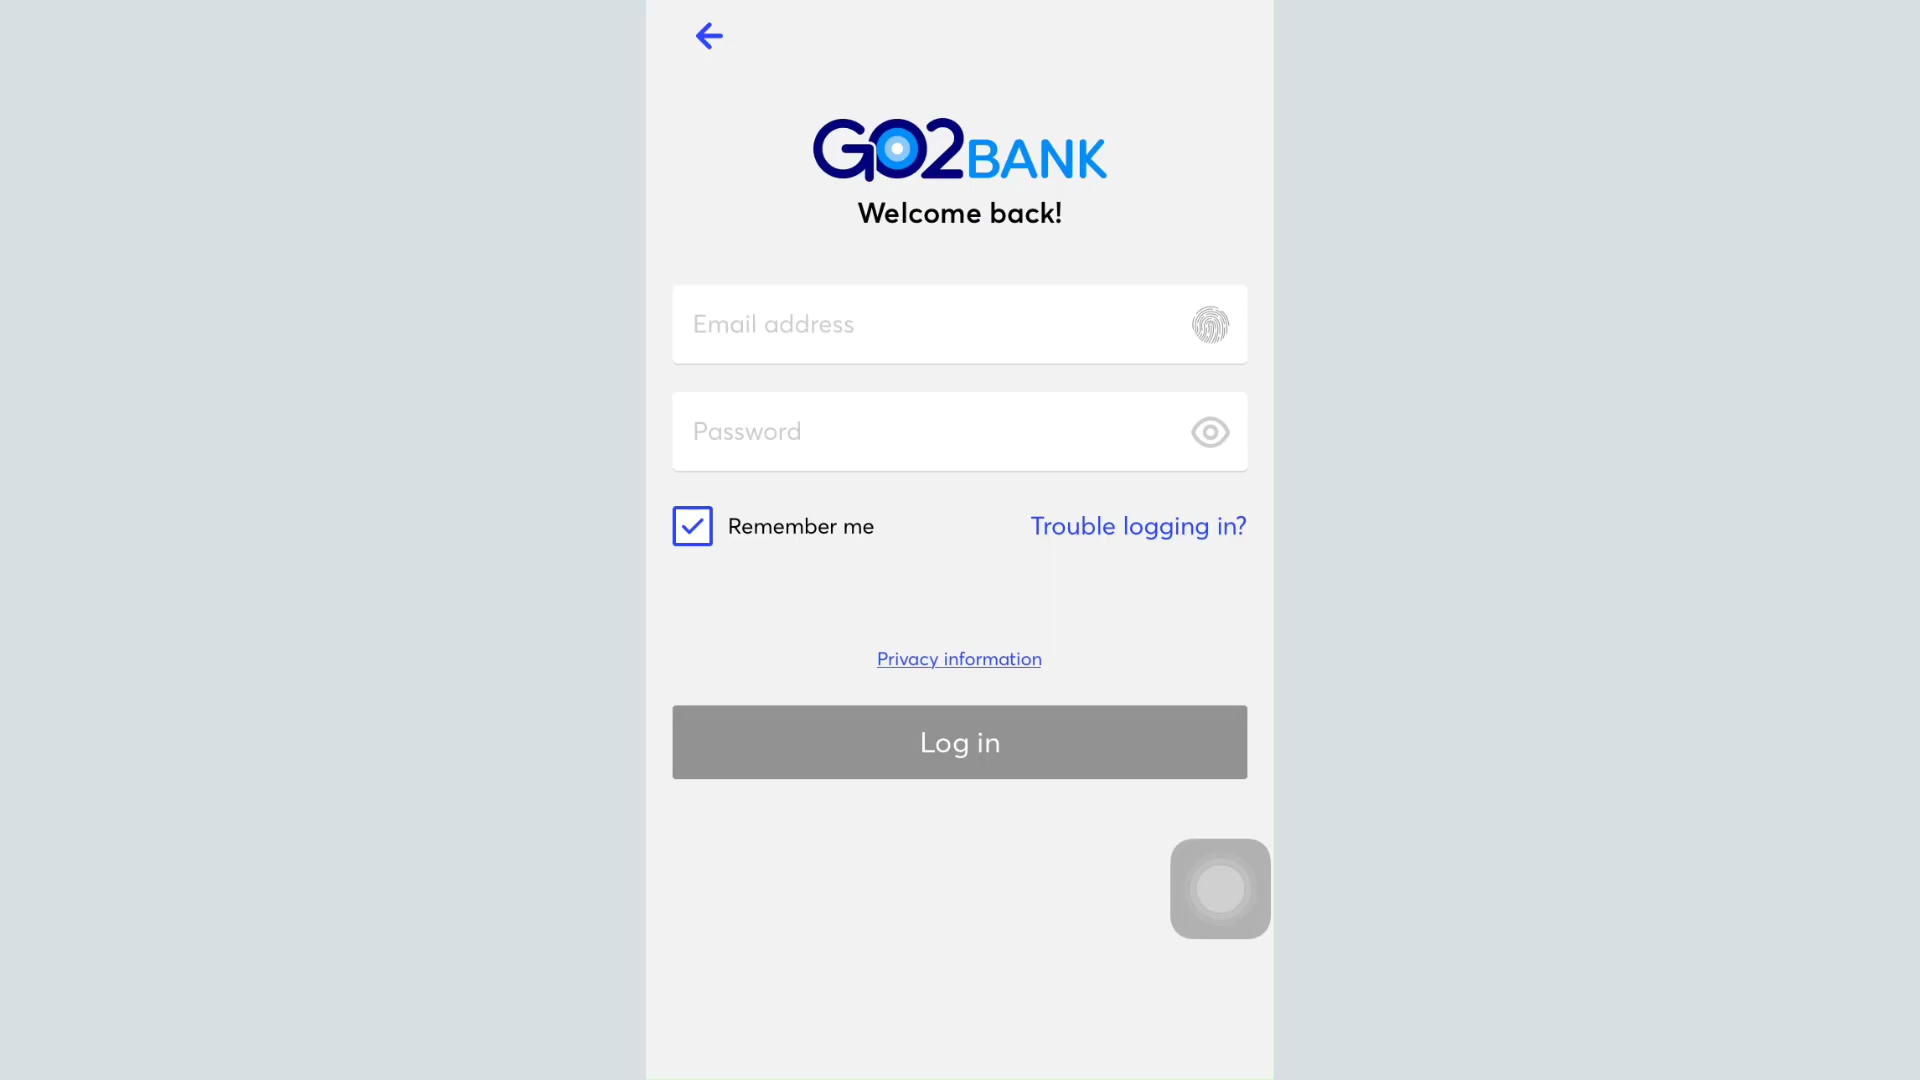 GO2BANK
Welcome back!
Email address
Password
Remember me
Trouble logging in?
Privacy information
Log in